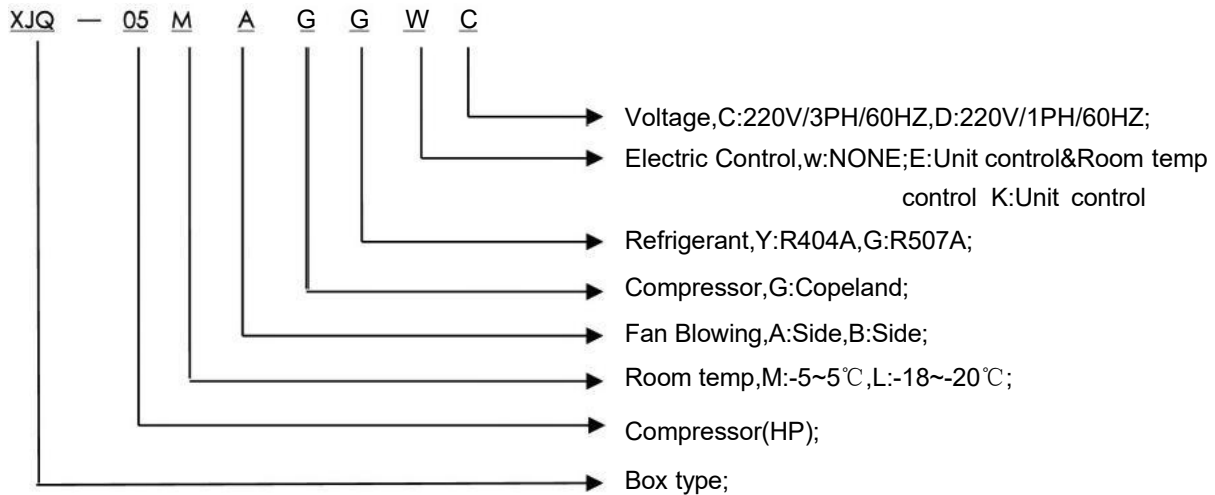 XJQ — 05 M A G G W C
Voltage,C:220V/3PH/60HZ,D:220V/1PH/60HZ;
Electric Control,w:NONE;E:Unit control&Room temp
control K:Unit control
Refrigerant,Y:R404A,G:R507A;
Compressor,G:Copeland;
Fan Blowing,A:Side,B:Side;
Room temp,M:-5~5℃,L:-18~-20℃;
Compressor(HP);
Box type;